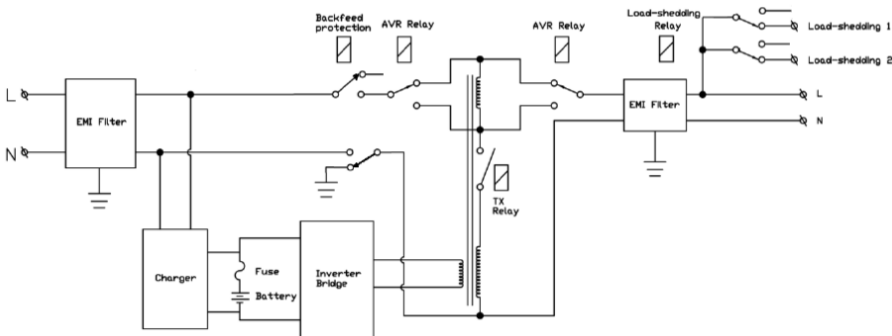 Backfeed
protection
AVR Relay
AVR Relay
Load-shedding
Relay
Load-shedding 1
Load-shedding 2
L
EMI Filter
EMI Filter
L
N
N
TX
Relay
Charger
Fuse
Battery
Inverter
Bridge